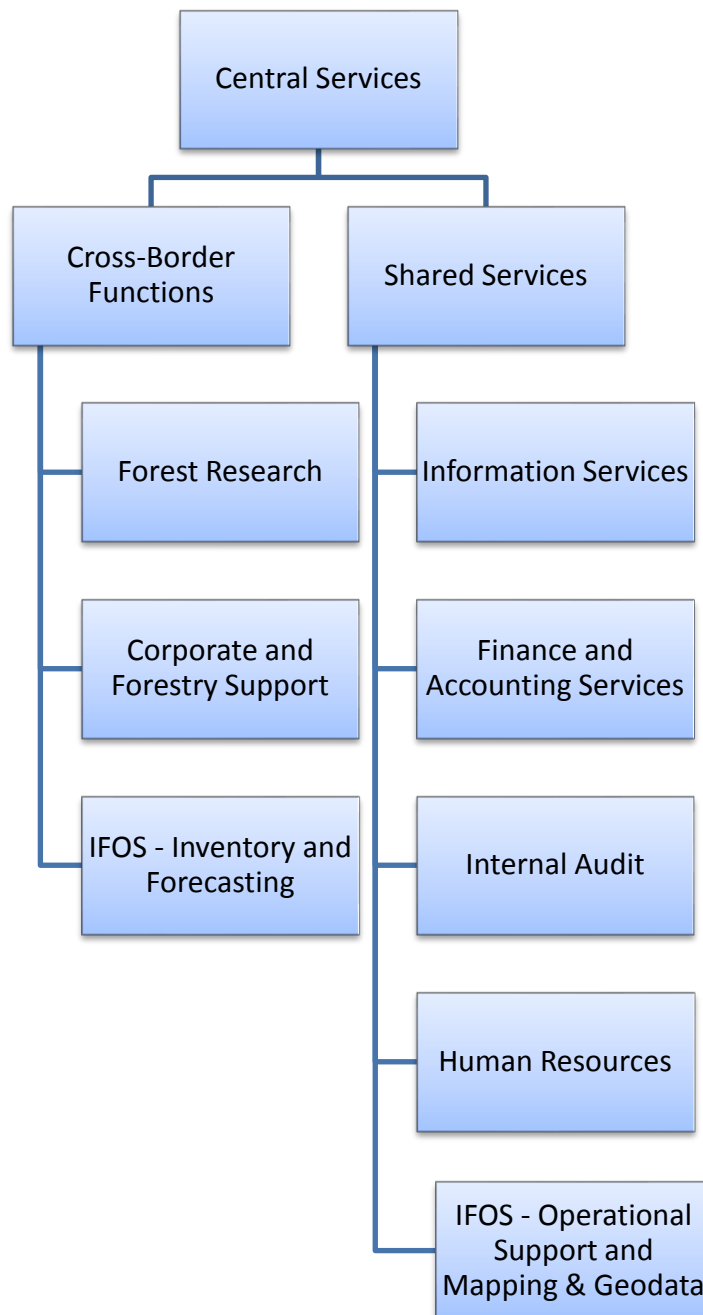 Central Services
Cross-Border
Functions
Shared Services
Forest Research
Information Services
Corporate and
Forestry Support
Finance and
Accounting Services
IFOS - Inventory and
Forecasting
Internal Audit
Human Resources
IFOS - Operational
Support and
Mapping & Geodata